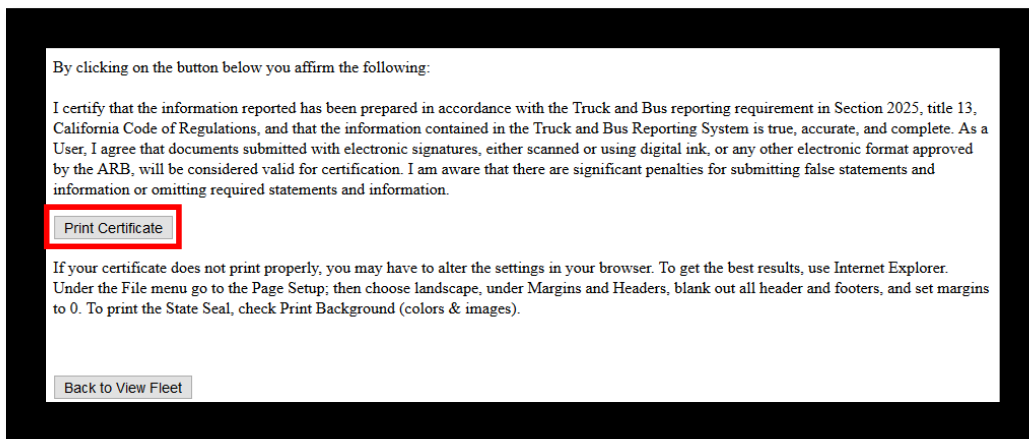 By clicking on the button below you affirm the following:
I certify that the information reported has been prepared in accordance with the Truck and Bus reporting requirement in Section 2025, title 13,
California Code of Regulations, and that the information contained in the Truck and Bus Reporting System is true, accurate, and complete. As a
User, I agree that documents submitted with electronic signatures, either scanned or using digital ink, or any other electronic format approved
by the ARB, will be considered valid for certification. I am aware that there are significant penalties for submitting false statements and
information or omitting required statements and information.
Print Certificate
If your certificate does not print properly, you may have to alter the settings in your browser. To get the best results, use Internet Explorer.
Under the File menu go to the Page Setup; then choose landscape, under Margins and Headers, blank out all header and footers, and set margins
to 0. To print the State Seal, check Print Background (colors & images).
Back to View Fleet